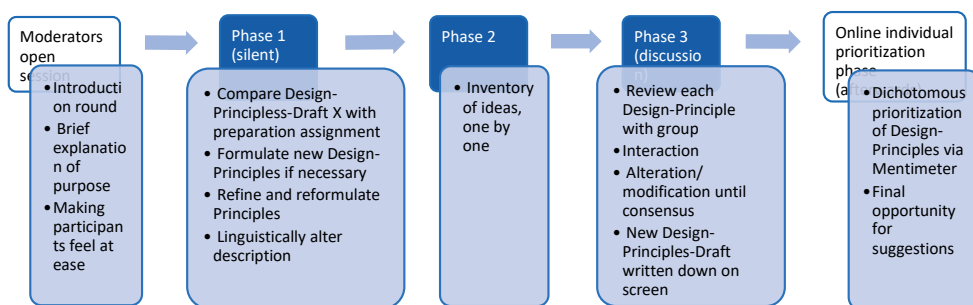 Moderators
open
session
• Introducti
on round
• Brief
explanatio
n of
purpose
• Making
participan
ts feel at
ease
Phase 1
(silent)
• Compare Design-
Principless-Draft X with
preparation assignment
• Formulate new Design-
Principles if necessary
• Refine and reformulate
Principles
• Linguistically alter
description
Phase 2
• Inventory
of ideas,
one by
one
Phase 3
(discussio
n)
• Review each
Design-Principle
with group
• Interaction
• Alteration/
modification until
consensus
• New Design-
Principles-Draft
written down on
screen
Online individual
prioritization
phase
• Dichotomous
prioritization
of Design-
Principles via
Mentimeter
• Final
opportunity
for
suggestions